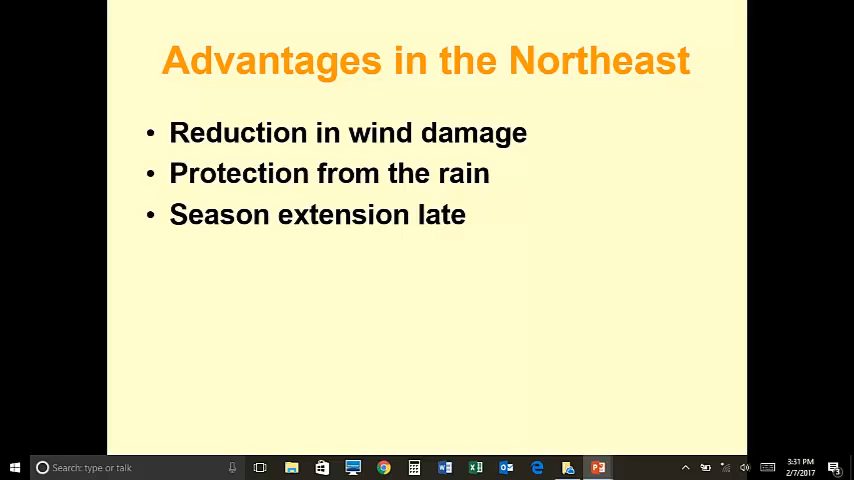 Advantages in the Northeast
• Reduction in wind damage
• Protection from the rain
• Season extension late
Search: type or talk
3:31 PM
2/7/2017